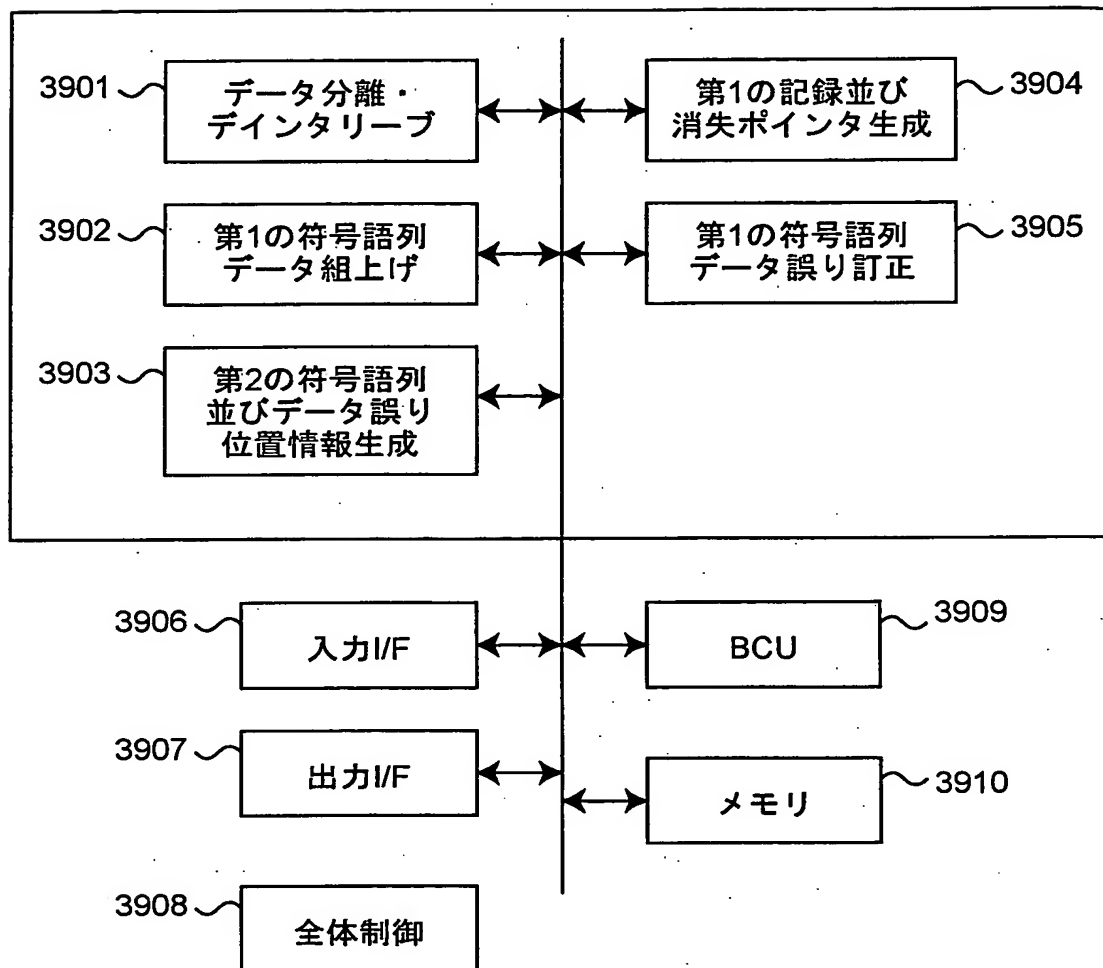 3901
データ分離・
デインタリーブ
3904
第1の記録並び
消失ポインタ生成
3902
第1の符号語列
データ組上げ
3905
第1の符号語列
データ誤り訂正
3903
第2の符号語列
並びデータ誤り
位置情報生成
3906
入力I/F
3909
BCU
3907
出力I/F
3910
メモリ
3908
全体制御